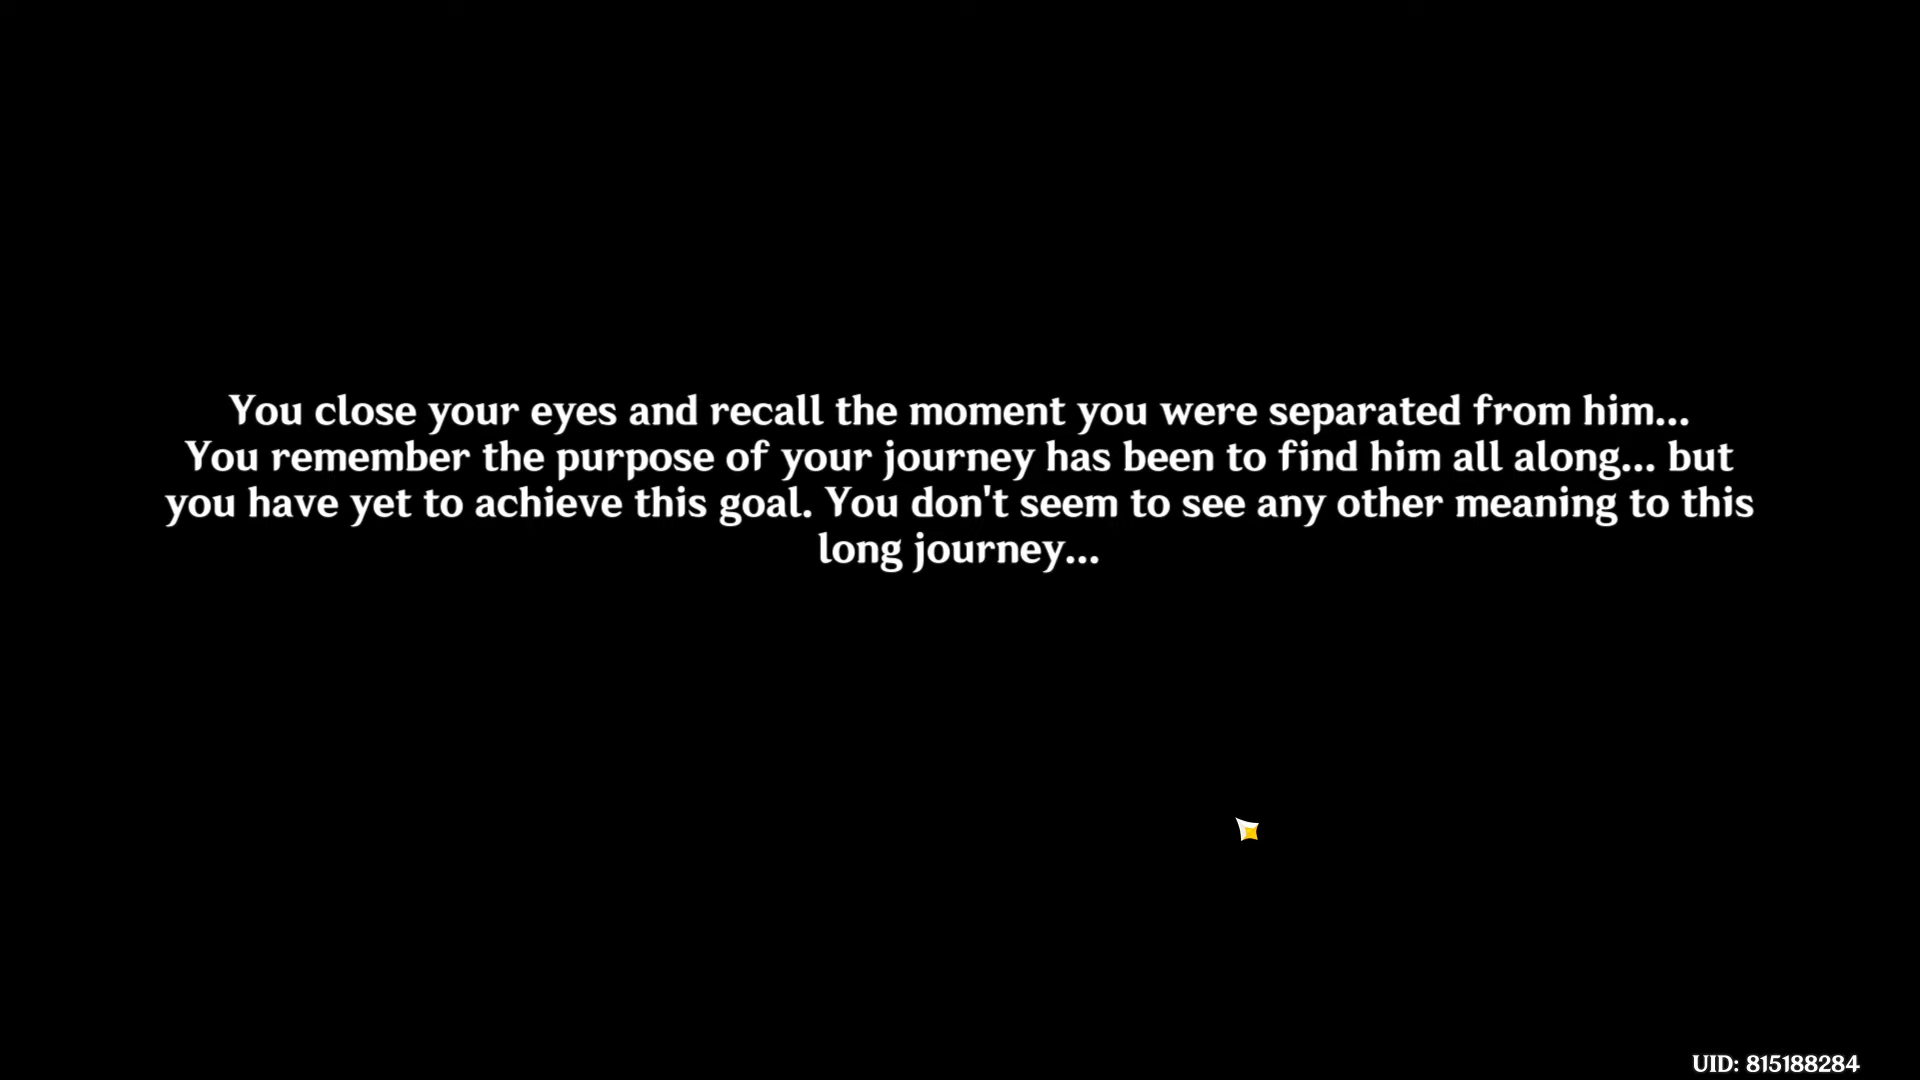 You close your eyes and recall the moment you were separated from him...
You remember the purpose of your journey has been to find him all along... but
you have yet to achieve this goal. You don't seem to see any other meaning to this
long journey...
UID: 815188284